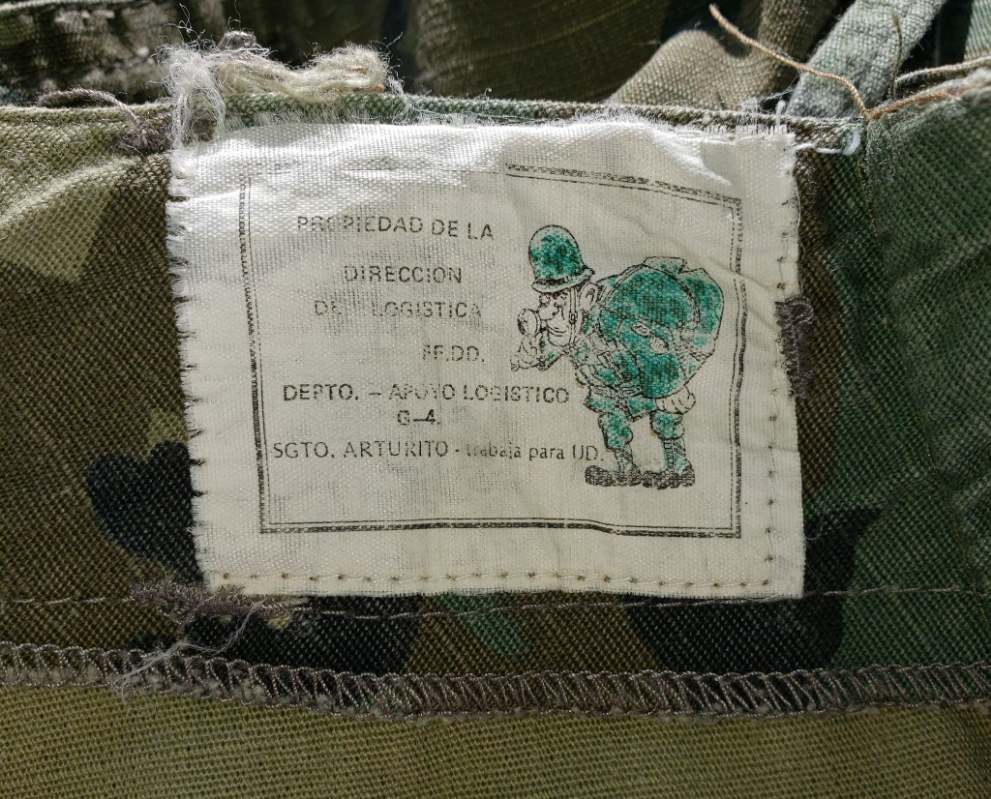 PROPIEDAD DE LA
DIRECCION
DE LOGISTICA
FF.DD.
DEPTO. – APOYO LOGISTICO
G–4.
SGTO. ARTURITO - trabaja para UD.